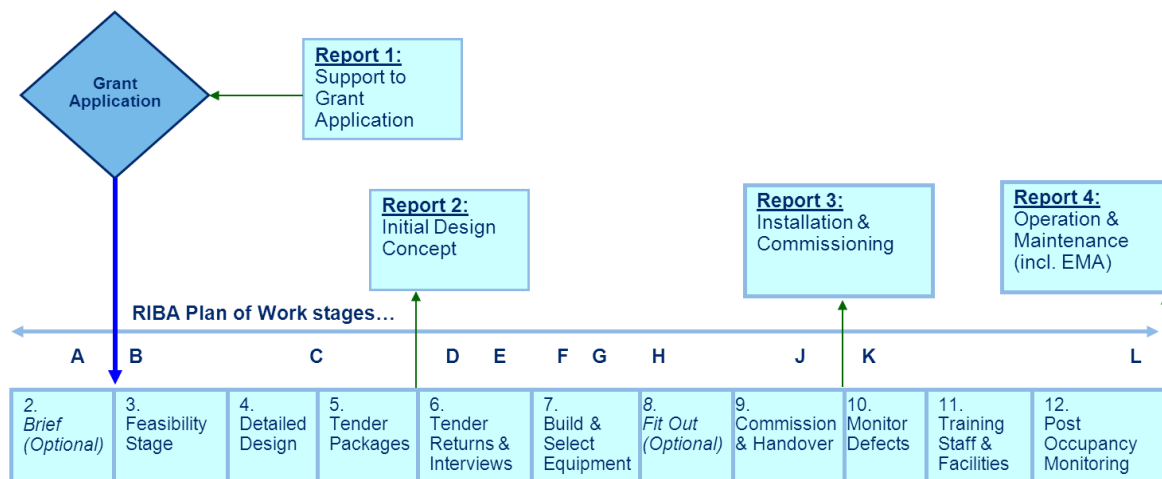 Grant
Application
Report 1:
Support to
Grant
Application
Report 2:
Initial Design
Concept
Report 3:
Installation &
Commissioning
Report 4:
Operation &
Maintenance
(incl. EMA)
RIBA Plan of Work stages…
A B C D E F G H J K L
2.
Brief
(Optional)
3.
Feasibility
Stage
4.
Detailed
Design
5.
Tender
Packages
6.
Tender
Returns &
Interviews
7.
Build &
Select
Equipment
8.
Fit Out
(Optional)
9.
Commission
& Handover
10.
Monitor
Defects
11.
Training
Staff &
Facilities
12.
Post
Occupancy
Monitoring